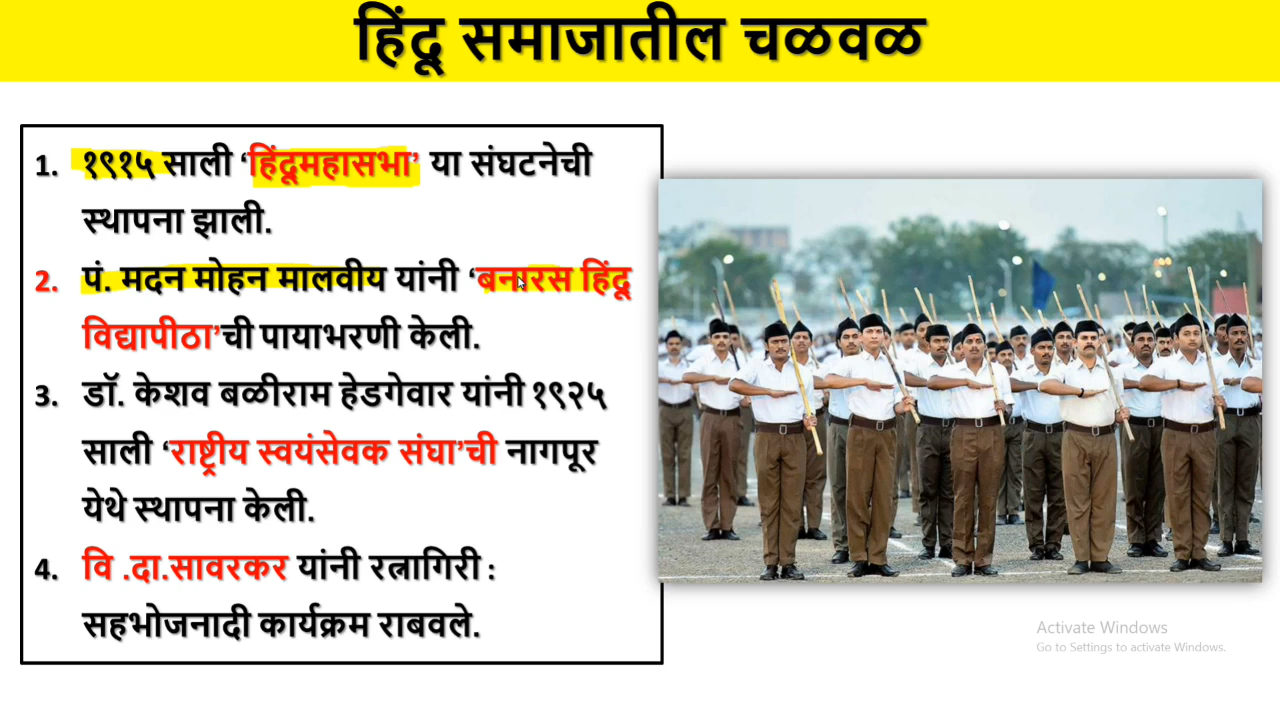 हिंदू समाजातील चळवळ
1. १९१५ साली ‘हिंदूमहासभा’ या संघटनेची
स्थापना झाली.
2. पं. मदन मोहन मालवीय यांनी ‘बनारस हिंदू
विद्यापीठा’ची पायाभरणी केली.
3. डॉ. केशव बळीराम हेडगेवार यांनी १९२५
साली ‘राष्ट्रीय स्वयंसेवक संघा’ची नागपूर
येथे स्थापना केली.
4. वि .दा.सावरकर यांनी रत्नागिरी :
सहभोजनादी कार्यक्रम राबवले.
Activate Windows
Go to Settings to activate Windows.